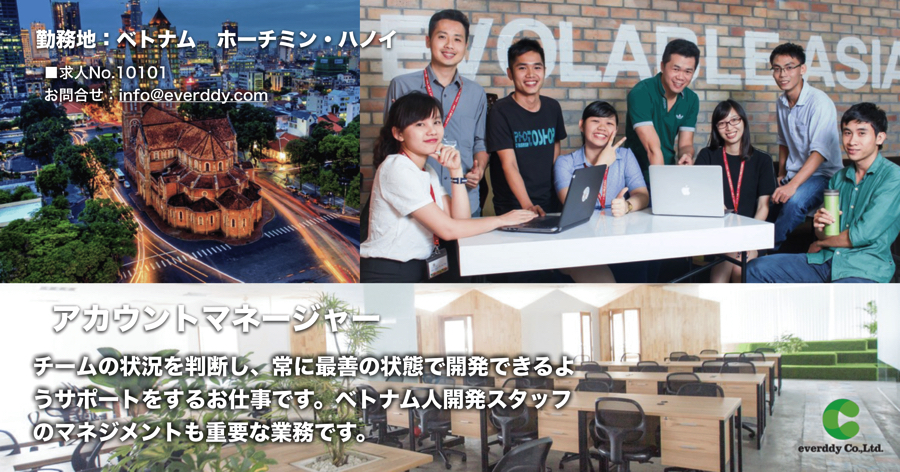 勤務地：ベトナム　ホーチミン・ハノイ
■求人No.10101
お問合せ：info@everddy.com
EVOLABLE ASIA
アカウントマネージャー
チームの状況を判断し、常に最善の状態で開発できるよ
うサポートをするお仕事です。ベトナム人開発スタッフ
のマネジメントも重要な業務です。
everddy Co.,Ltd.